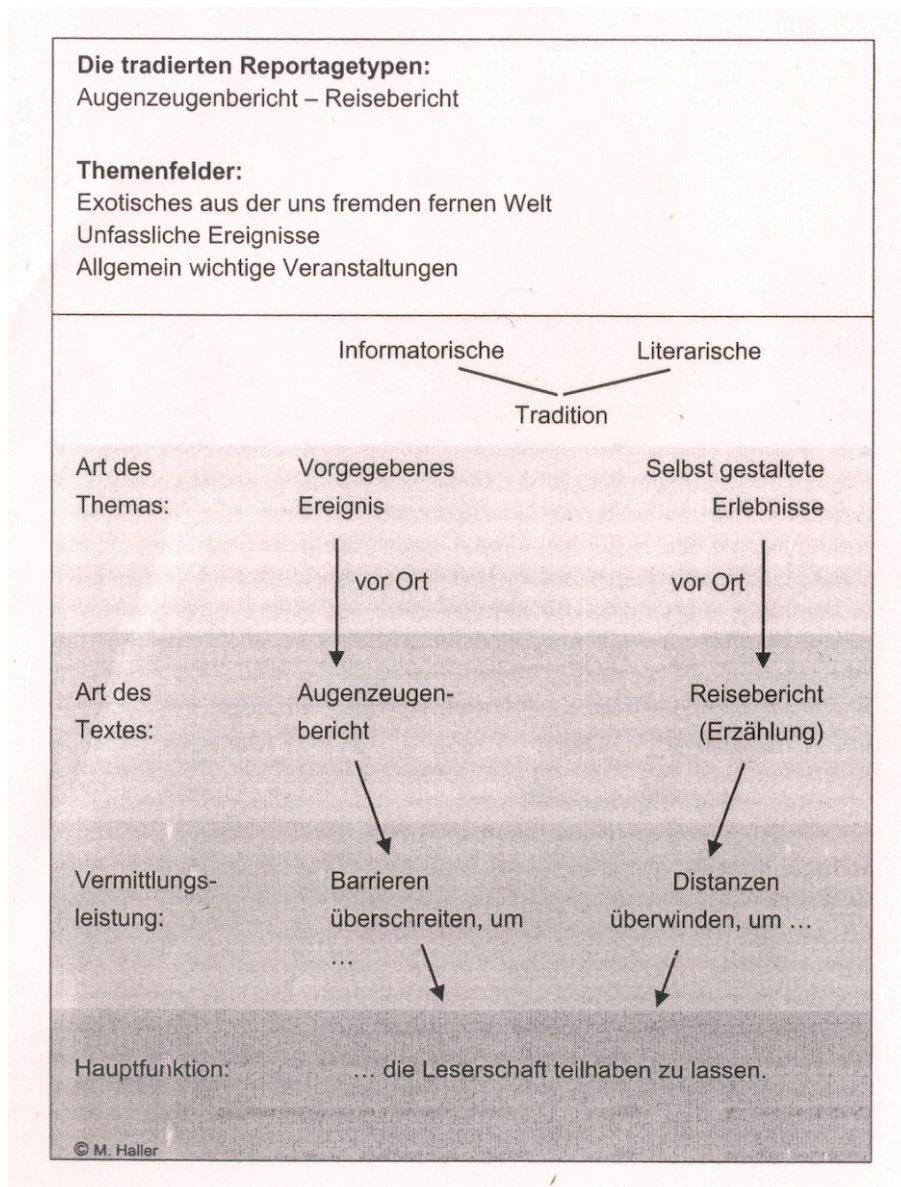 Die tradierten Reportagetypen:
Augenzeugenbericht – Reisebericht
Themenfelder:
Exotisches aus der uns fremden fernen Welt
Unfassliche Ereignisse
Allgemein wichtige Veranstaltungen
Informatorische Literarische
Tradition
Art des Vorgegebenes Selbst gestaltete
Themas: Ereignis Erlebnisse
vor Ort vor Ort
Art des Augenzeugen- Reisebericht
Textes: bericht (Erzählung)
Vermittlungs- Barrieren Distanzen
leistung: überschreiten, um überwinden, um ...
...
Hauptfunktion: ... die Leserschaft teilhaben zu lassen.
© M. Haller